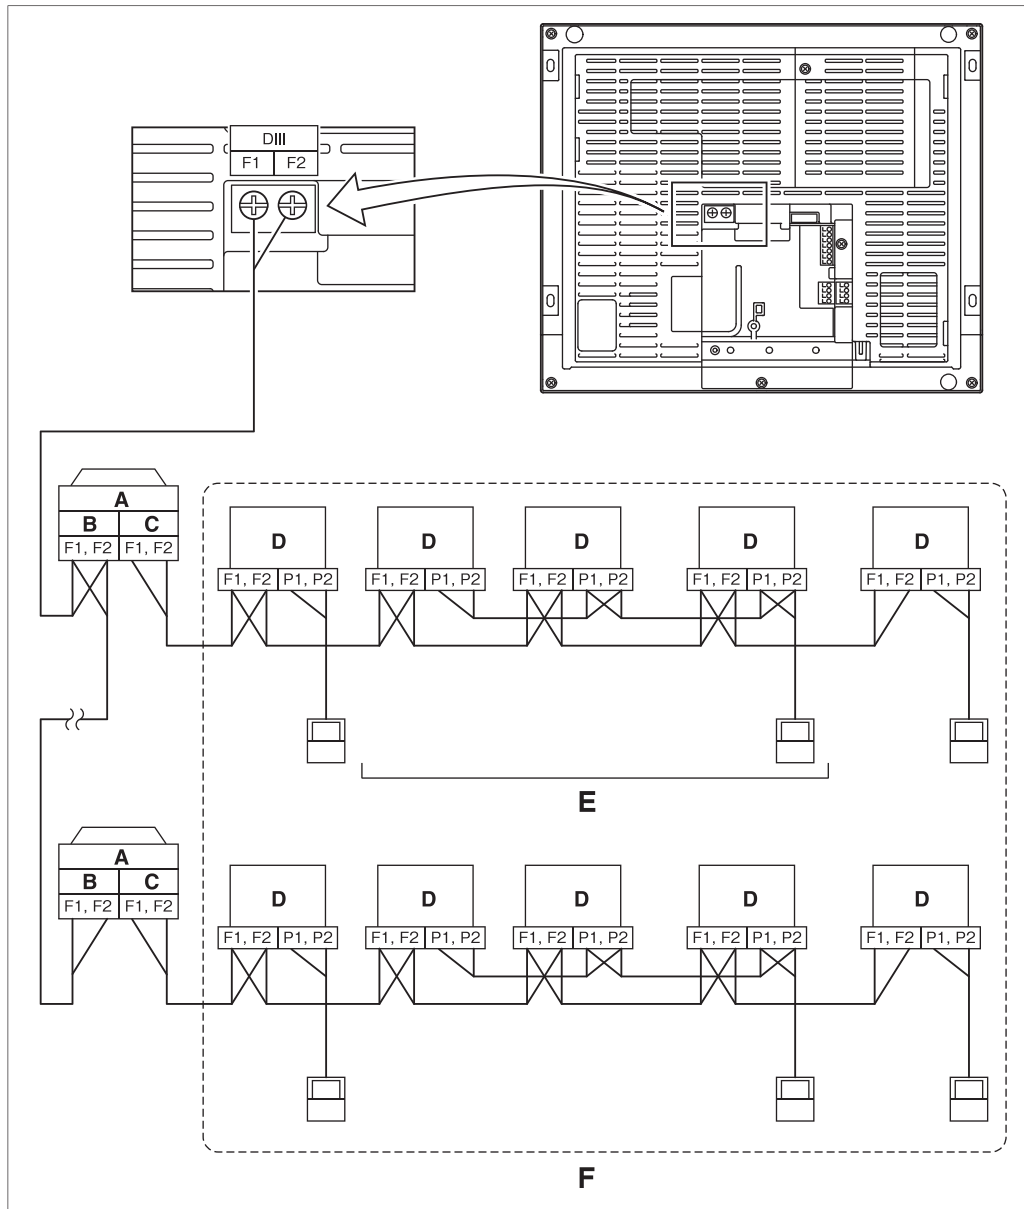 DIII
F1 F2
A
B C
F1, F2 F1, F2
D D D D D
F1, F2 P1, P2 F1, F2 P1, P2 F1, F2 P1, P2 F1, F2 P1, P2 F1, F2 P1, P2
E
A
B C
F1, F2 F1, F2
D D D D D
F1, F2 P1, P2 F1, F2 P1, P2 F1, F2 P1, P2 F1, F2 P1, P2 F1, F2 P1, P2
F